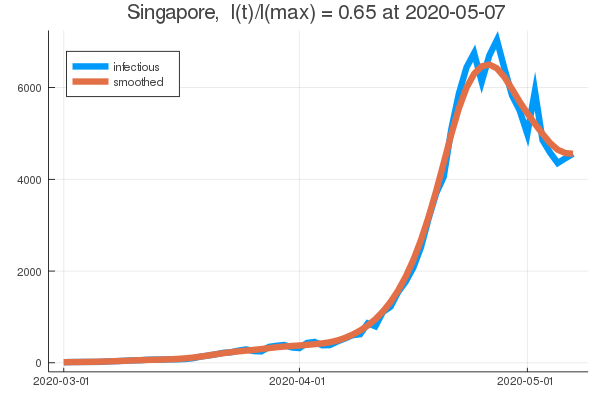 Singapore, I(t)/I(max) = 0.65 at 2020-05-07
infectious
smoothed
6000
4000
2000
0
2020-03-01 2020-04-01 2020-05-01